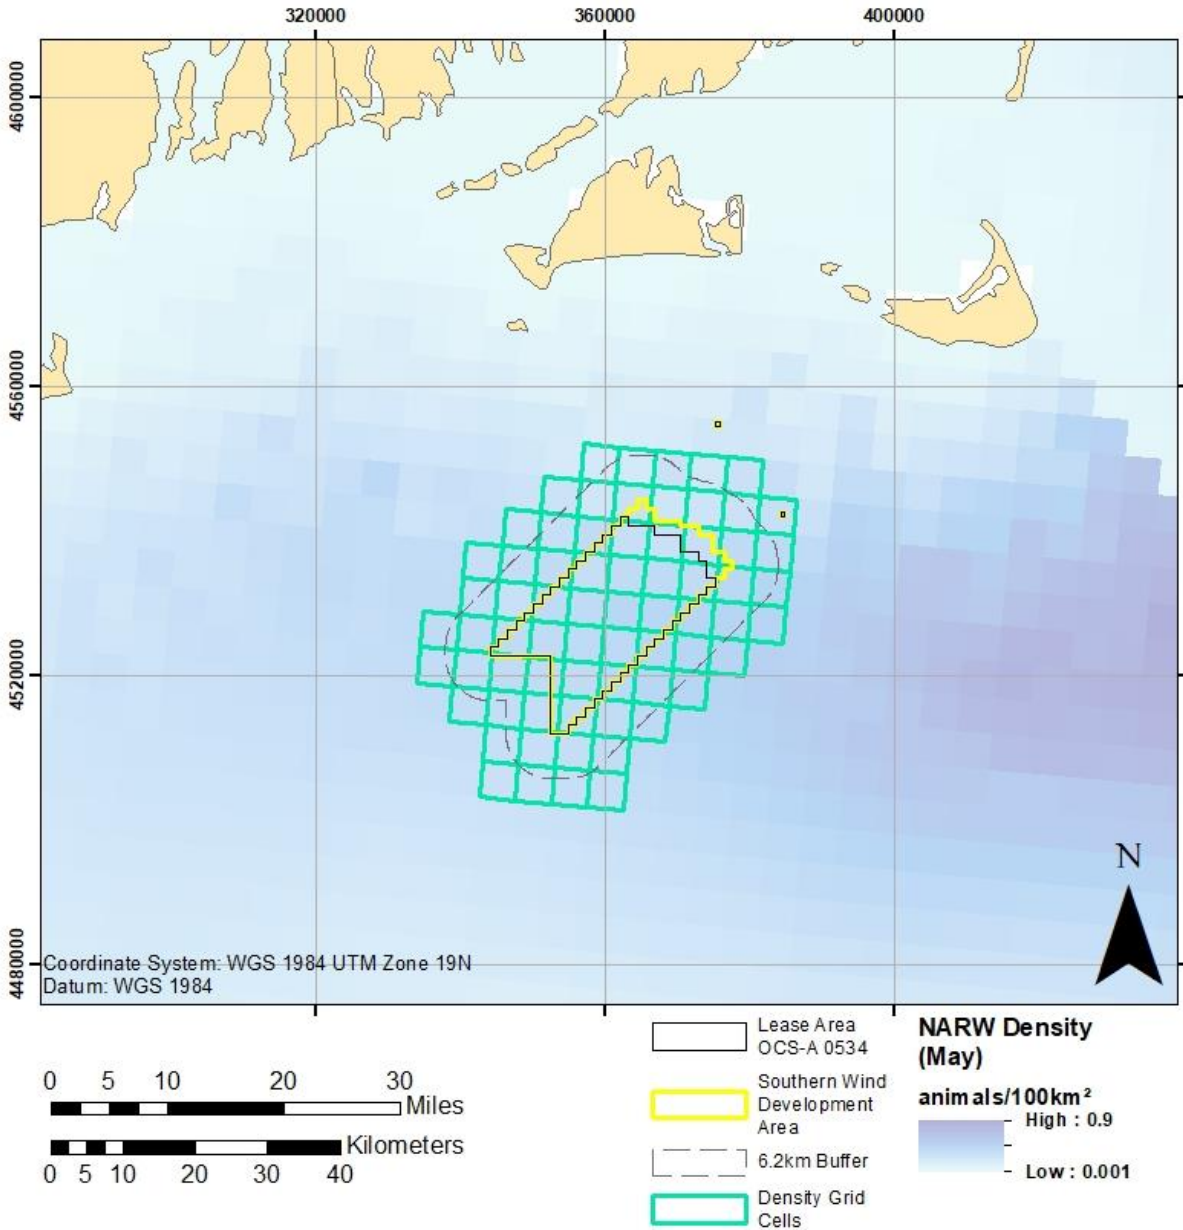 320000 360000 400000
4600000
4560000
4520000
4480000
N
Coordinate System: WGS 1984 UTM Zone 19N
Datum: WGS 1984
0 5 10 20 30
Miles
Kilometers
0 5 10 20 30 40
Lease Area
OCS-A 0534
Southern Wind
Development
Area
6.2km Buffer
Density Grid
Cells
NARW Density
(May)
animals/100km²
High : 0.9
Low : 0.001